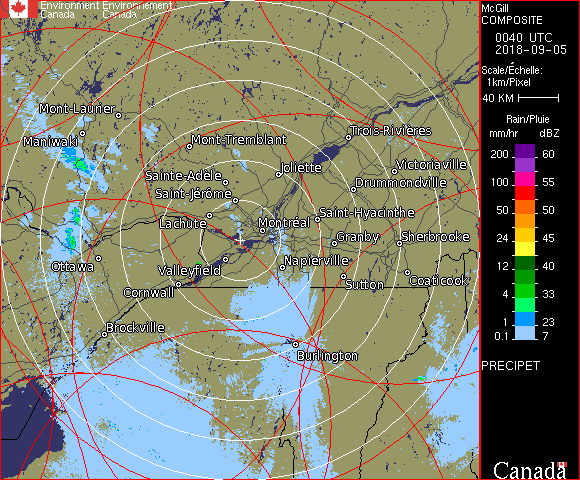 Environment Environnement
Canada Canada
McGill
COMPOSITE
0040 UTC
2018-09-05
Scale/Échelle:
1km/Pixel
40 KM
Rain/Pluie
mm/hr dBZ
200 60
150 55
100 55
50 50
24 45
12 40
4 33
1 23
0.1 7
PRECIPET
Canada
Mont-Laurier
Maniwaki
Mont-Tremblant
Trois-Rivières
Joliette
Victoriaville
Sainte-Adèle
Drummondville
Saint-Jérôme
Saint-Hyacinthe
Lachute
Montréal
Granby
Sherbrooke
Ottawa
Valleyfield
Napierville
Cornwall
Sutton
Coaticook
Brockville
Burlington